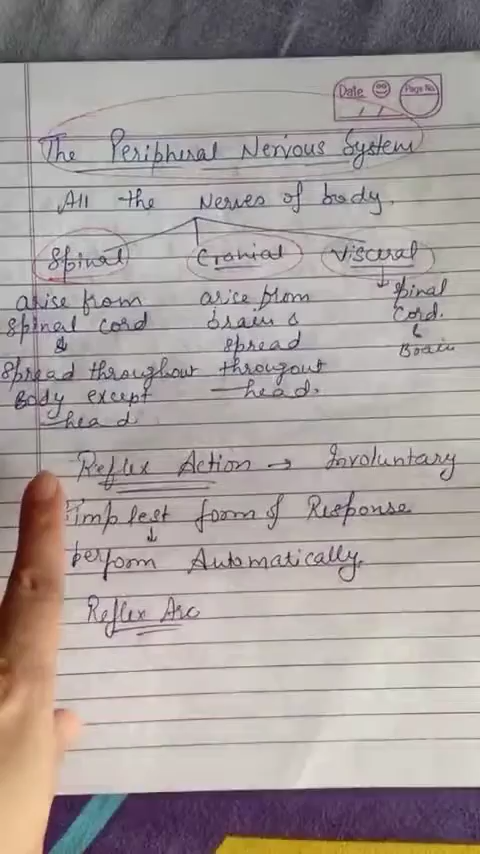 Date
Page No.
The Peripheral Nervous System
All the Nerves of body.
Spinal Cranial Visceral
arise from
spinal cord
&
spread throughout
Body except
head
arise from
brain &
spread
througout
head.
spinal
cord.
&
Brain
Reflex Action → Involuntary
Simplest form of Response
↓
perform Automatically.
Reflex Arc